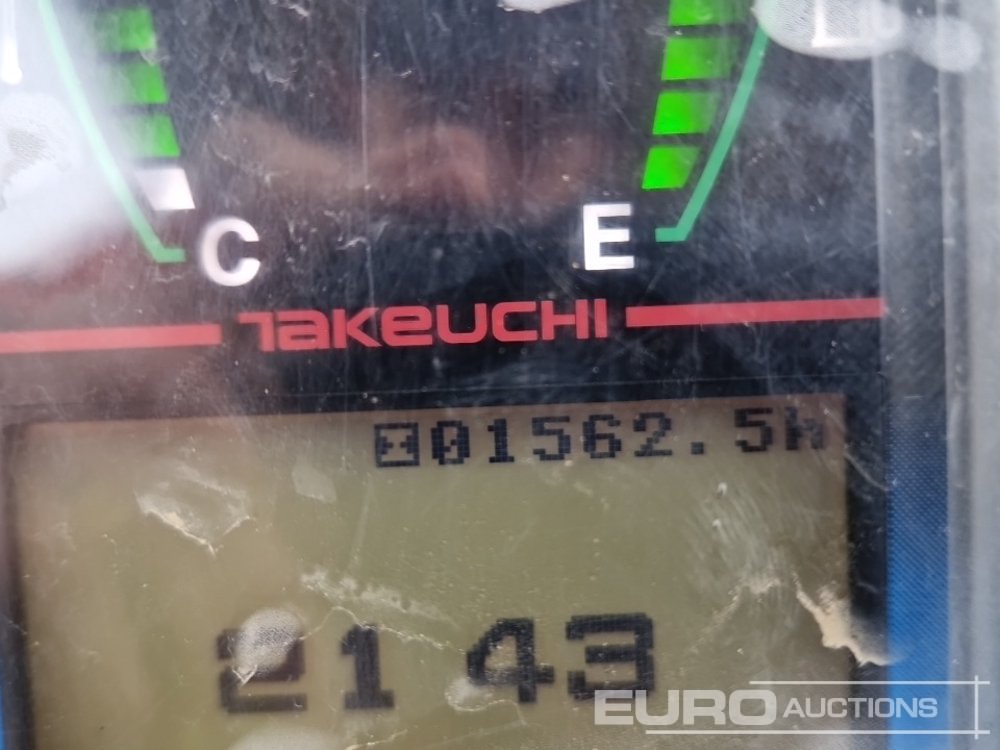 C E
TAKEUCHI
01562.5h
21 43
EURO AUCTIONS